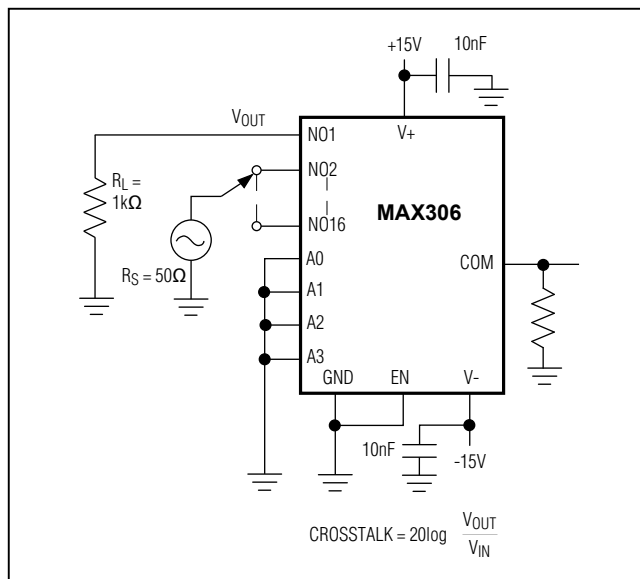 +15V
10nF
VOUT
NO1
V+
RL =
1kΩ
NO2
MAX306
NO16
RS = 50Ω
A0
COM
A1
A2
A3
GND
EN
V-
10nF
-15V
CROSSTALK = 20log VOUT
VIN